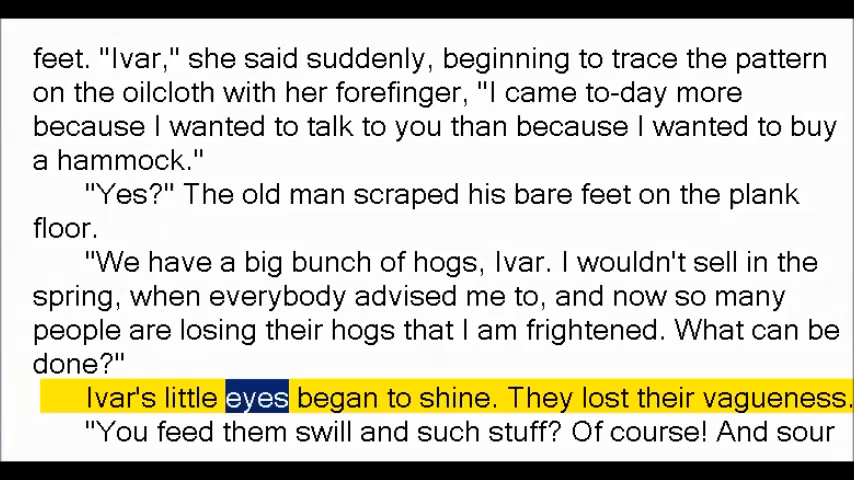 feet. "Ivar," she said suddenly, beginning to trace the pattern
on the oilcloth with her forefinger, "I came to-day more
because I wanted to talk to you than because I wanted to buy
a hammock."
"Yes?" The old man scraped his bare feet on the plank
floor.
"We have a big bunch of hogs, Ivar. I wouldn't sell in the
spring, when everybody advised me to, and now so many
people are losing their hogs that I am frightened. What can be
done?"
Ivar's little eyes began to shine. They lost their vagueness.
"You feed them swill and such stuff? Of course! And sour